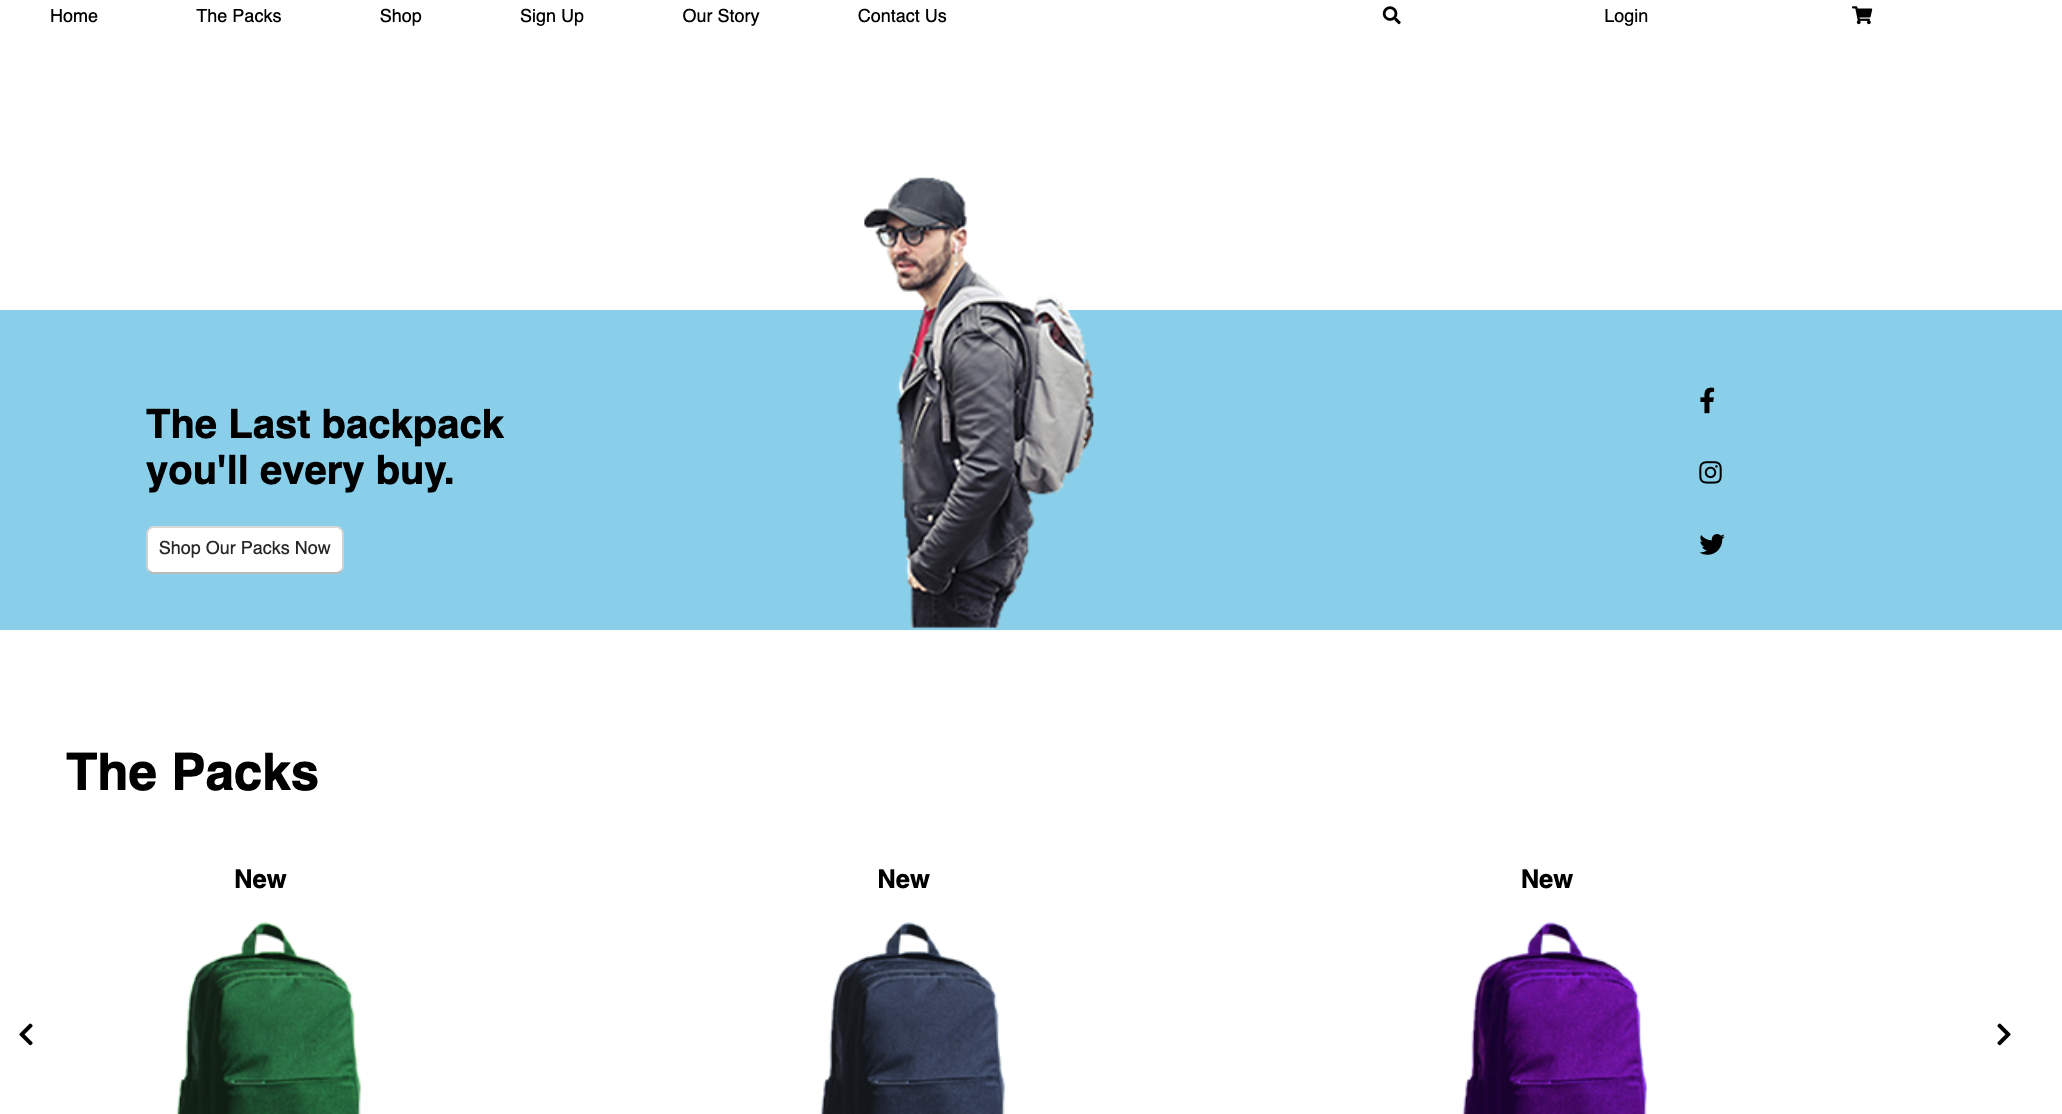 Home The Packs Shop Sign Up Our Story Contact Us Login
The Last backpack
you'll every buy.
Shop Our Packs Now
The Packs
New New New